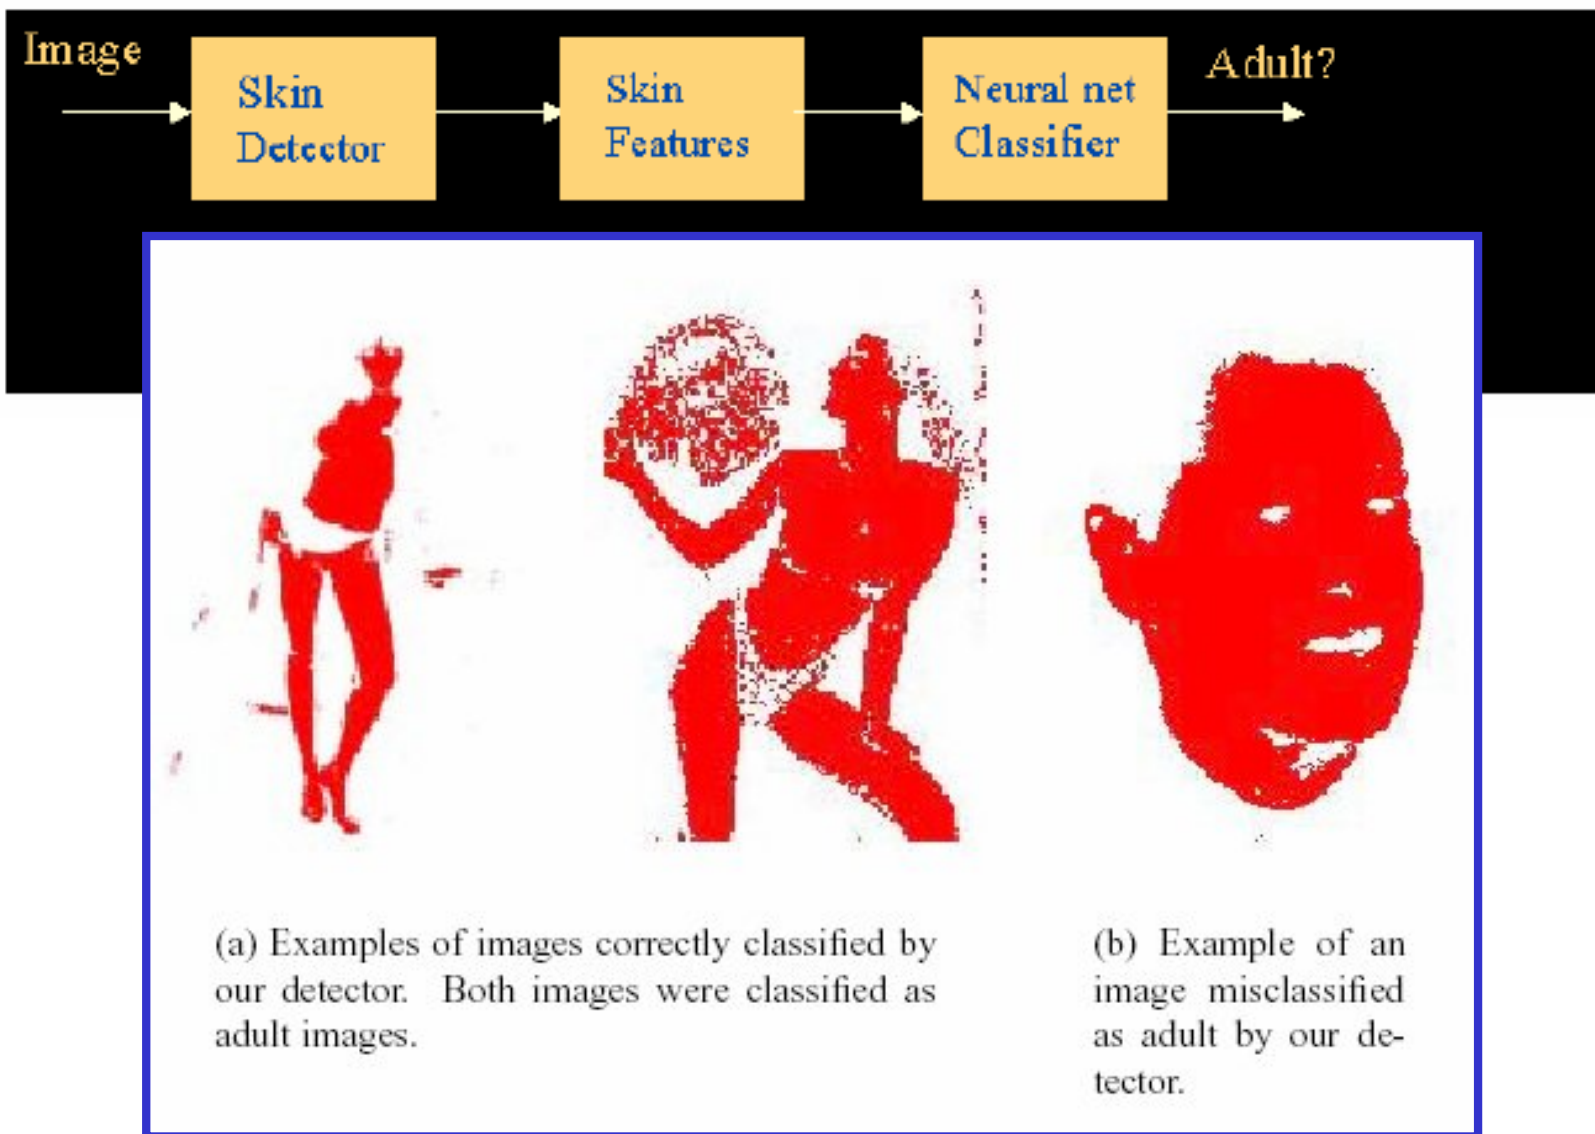 Image
Skin
Detector
Skin
Features
Neural net
Classifier
Adult?
(a) Examples of images correctly classified by
our detector. Both images were classified as
adult images.
(b) Example of an
image misclassified
as adult by our de-
tector.